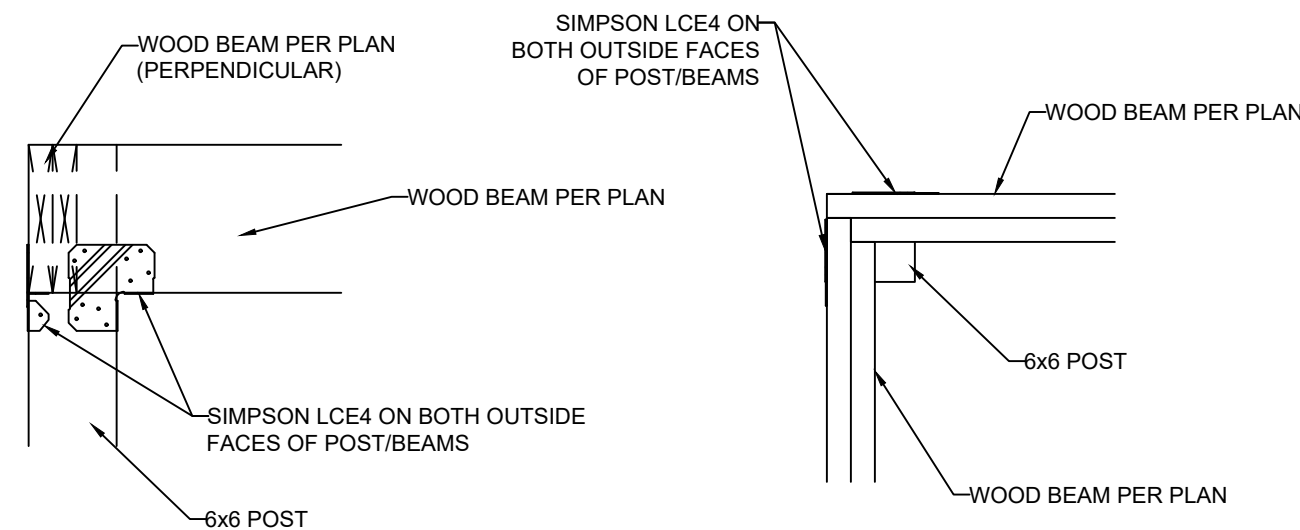 WOOD BEAM PER PLAN
(PERPENDICULAR)
WOOD BEAM PER PLAN
SIMPSON LCE4 ON BOTH OUTSIDE
FACES OF POST/BEAMS
6x6 POST
SIMPSON LCE4 ON
BOTH OUTSIDE FACES
OF POST/BEAMS
WOOD BEAM PER PLAN
6x6 POST
WOOD BEAM PER PLAN